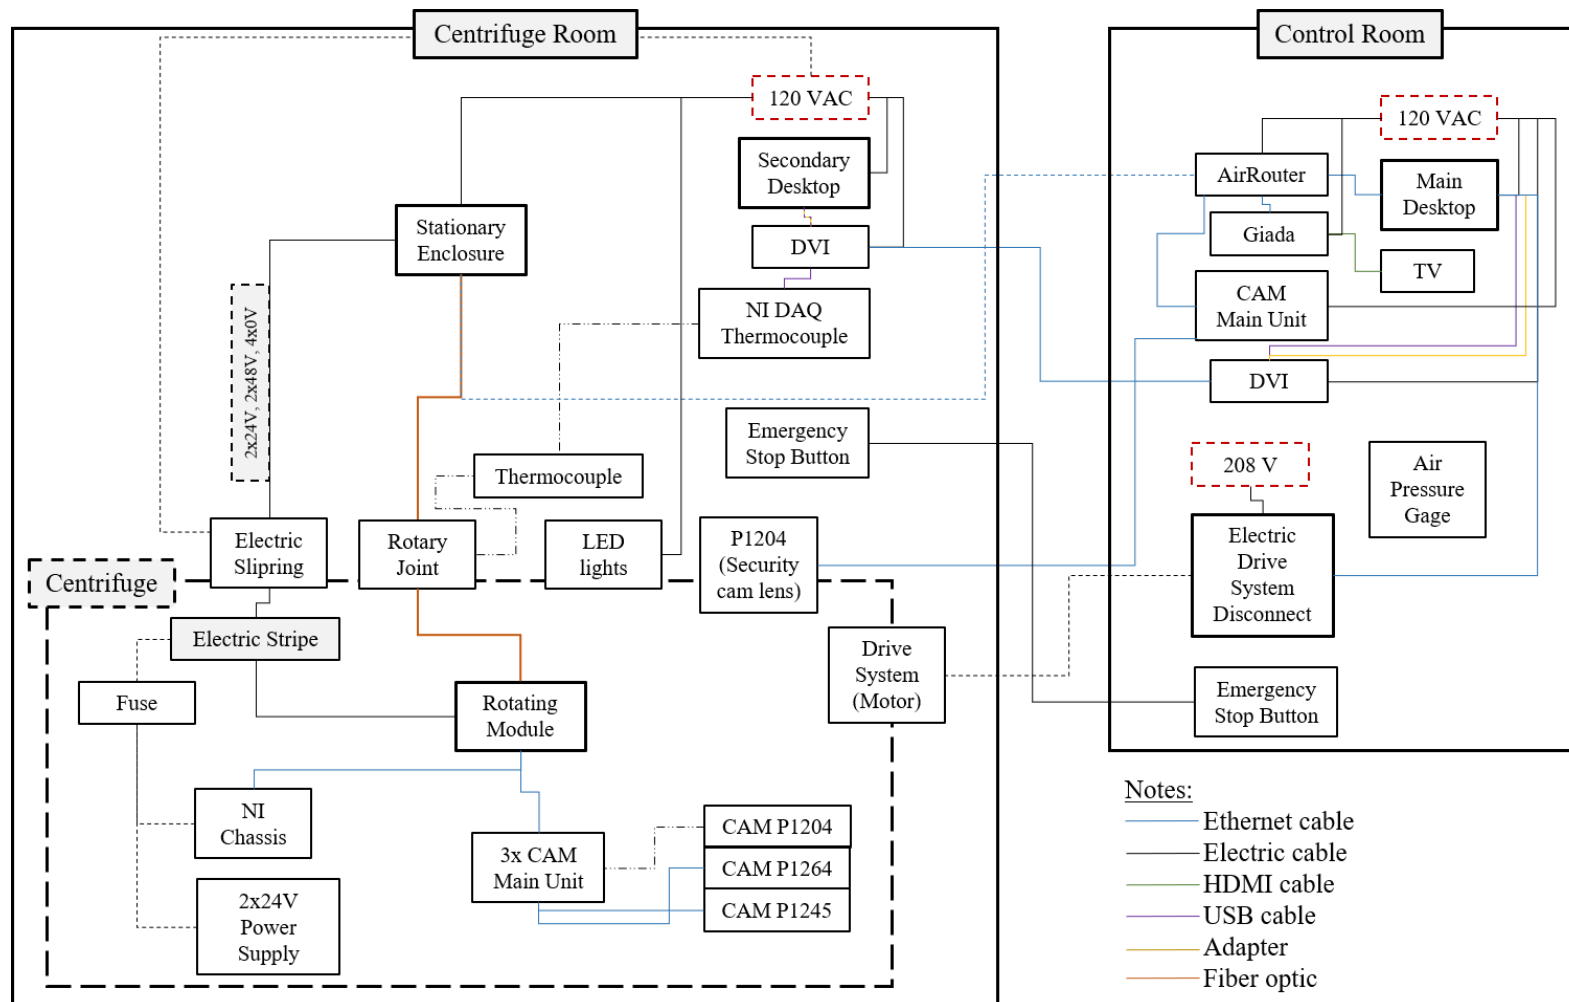 Centrifuge Room
Control Room
120 VAC
Secondary
Desktop
Stationary
Enclosure
DVI
NI DAQ
Thermocouple
2x24V, 2x48V, 4x0V
Emergency
Stop Button
Thermocouple
Electric
Slipring
Rotary
Joint
LED
lights
P1204
(Security
cam lens)
Centrifuge
Electric Stripe
Drive
System
(Motor)
Fuse
Rotating
Module
NI
Chassis
3x CAM
Main Unit
CAM P1204
CAM P1264
CAM P1245
2x24V
Power
Supply
120 VAC
AirRouter
Main
Desktop
Giada
TV
CAM
Main Unit
DVI
208 V
Air
Pressure
Gage
Electric
Drive
System
Disconnect
Emergency
Stop Button
Notes:
Ethernet cable
Electric cable
HDMI cable
USB cable
Adapter
Fiber optic